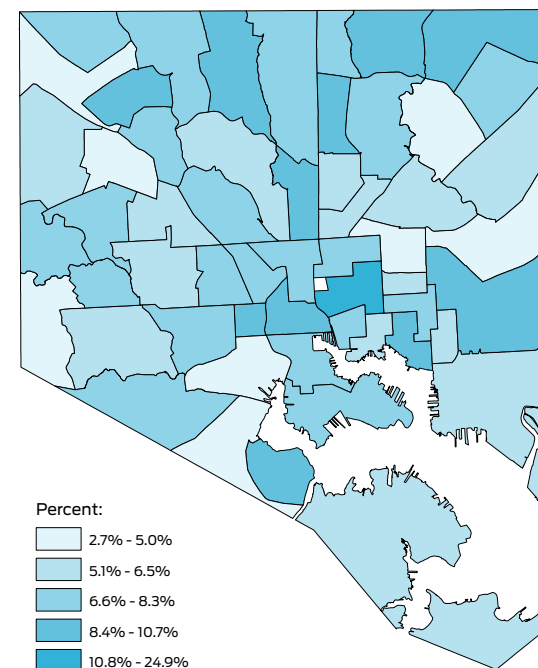 Percent:
2.7% - 5.0%
5.1% - 6.5%
6.6% - 8.3%
8.4% - 10.7%
10.8% - 24.9%